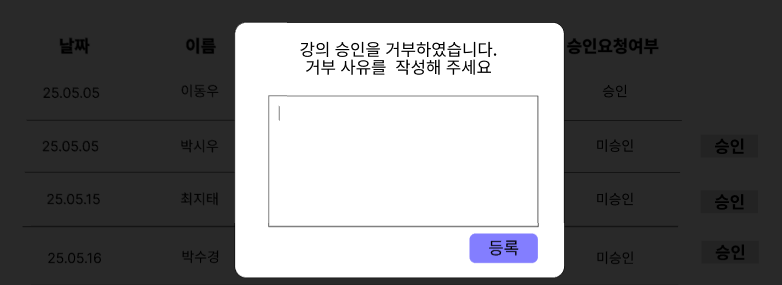 강의 승인을 거부하였습니다.
거부 사유를 작성해 주세요
등록
날짜 이름 승인요청여부
25.05.05 이동우 승인
25.05.05 박시우 미승인 승인
25.05.15 최지태 미승인 승인
25.05.16 박수경 미승인 승인